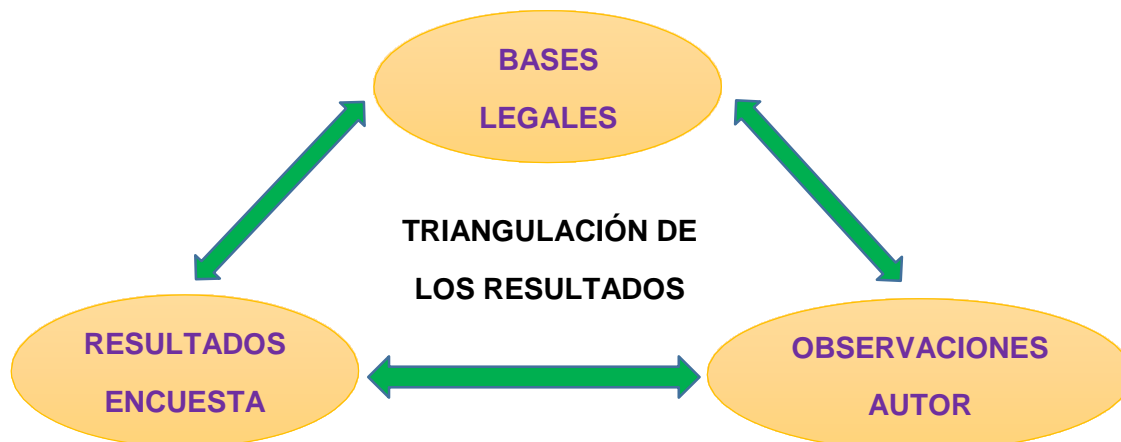 BASES
LEGALES
TRIANGULACIÓN DE
LOS RESULTADOS
RESULTADOS
ENCUESTA
OBSERVACIONES
AUTOR